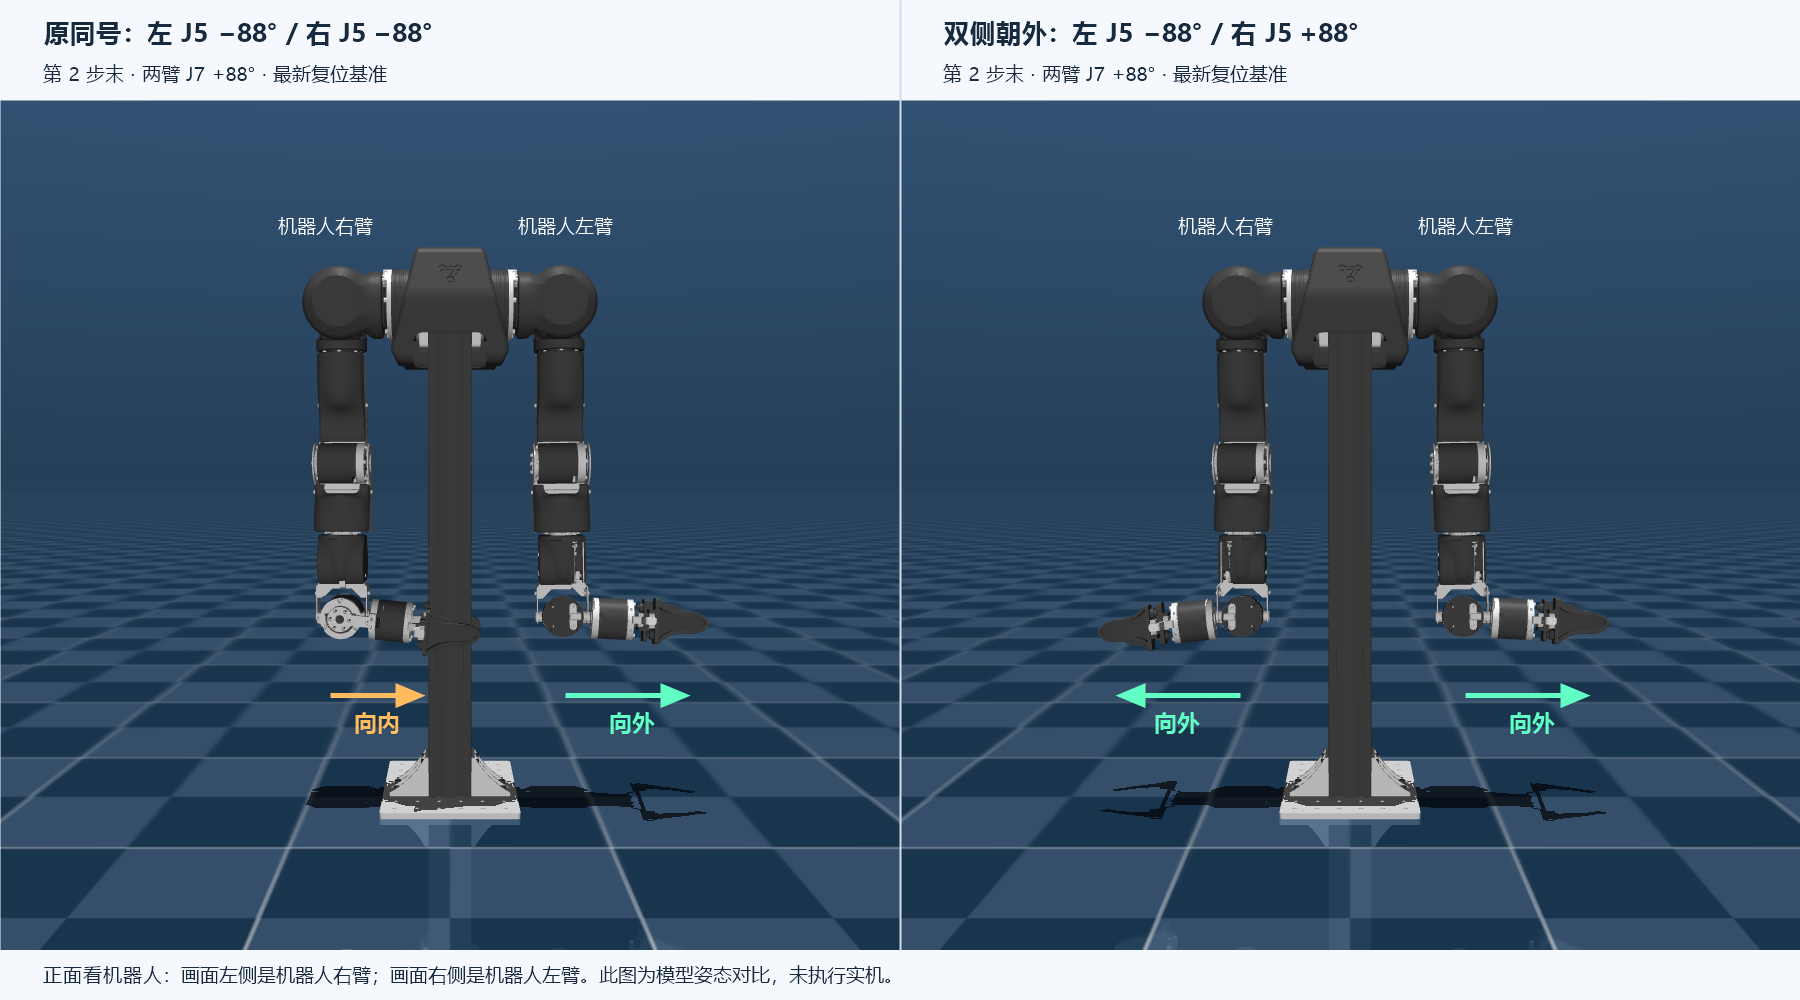 原同号：左 J5 −88° / 右 J5 −88°
第 2 步末 · 两臂 J7 +88° · 最新复位基准
机器人右臂
机器人左臂
向内
向外
双侧朝外：左 J5 −88° / 右 J5 +88°
第 2 步末 · 两臂 J7 +88° · 最新复位基准
机器人右臂
机器人左臂
向外
向外
正面看机器人：画面左侧是机器人右臂；画面右侧是机器人左臂。此图为模型姿态对比，未执行实机。